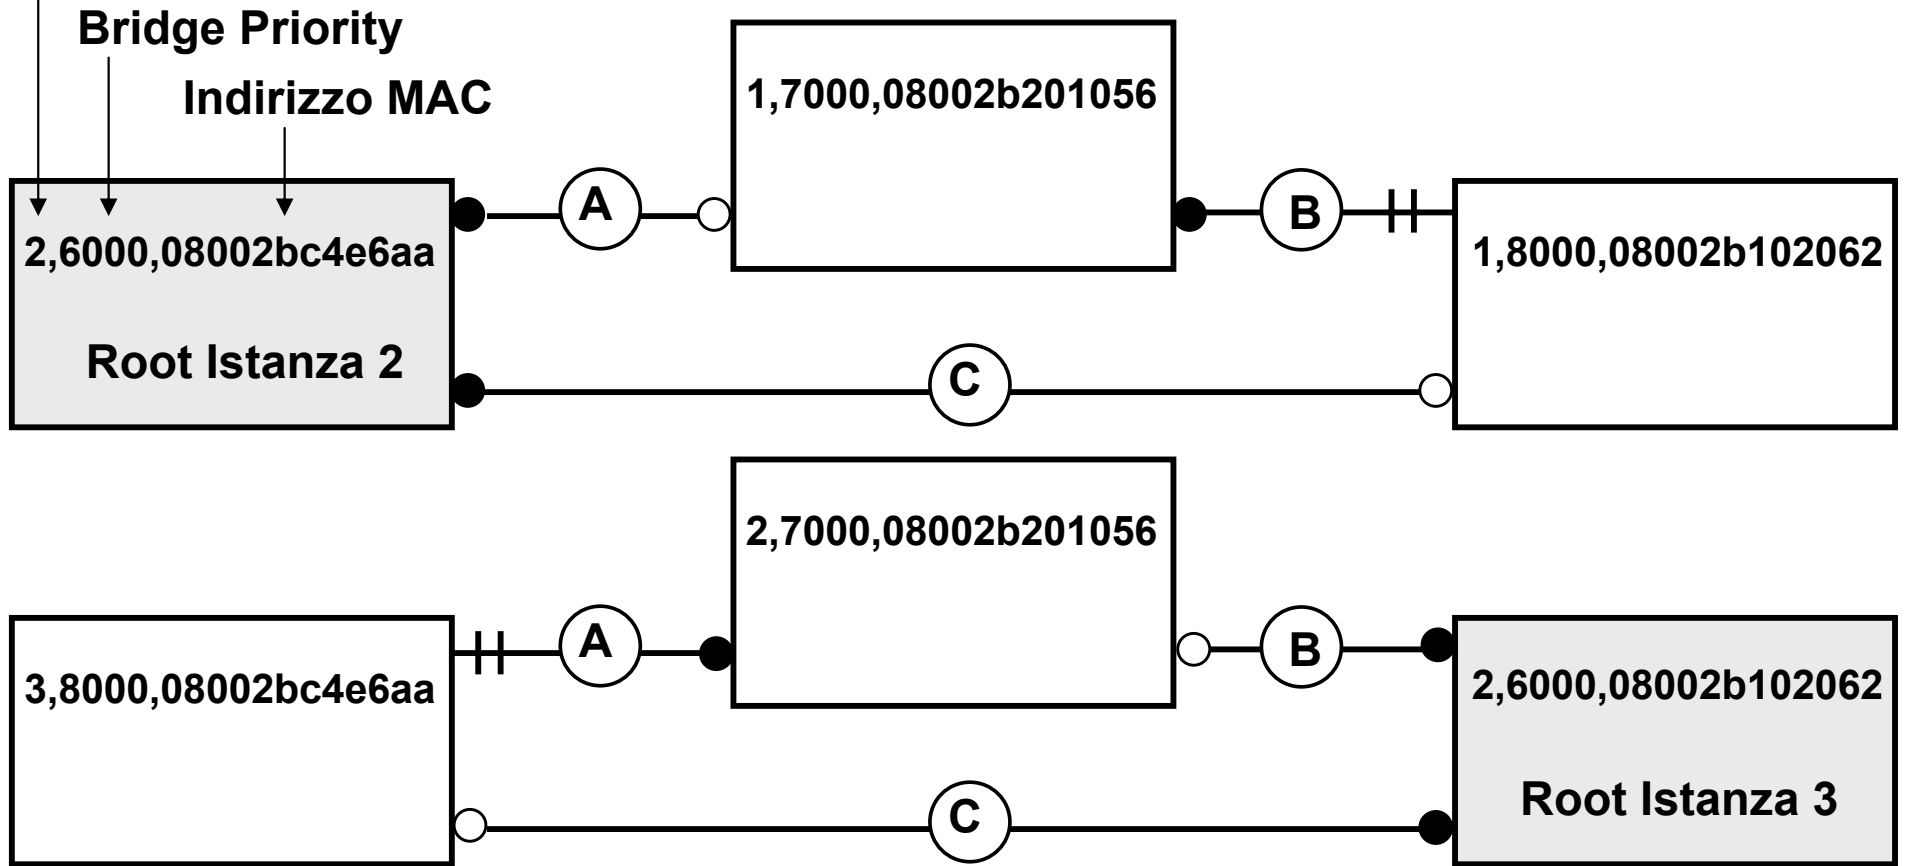 Bridge Priority
Indirizzo MAC
1,7000,08002b201056
A
B
2,6000,08002bc4e6aa
1,8000,08002b102062
Root Istanza 2
C
2,7000,08002b201056
A
B
3,8000,08002bc4e6aa
2,6000,08002b102062
Root Istanza 3
C